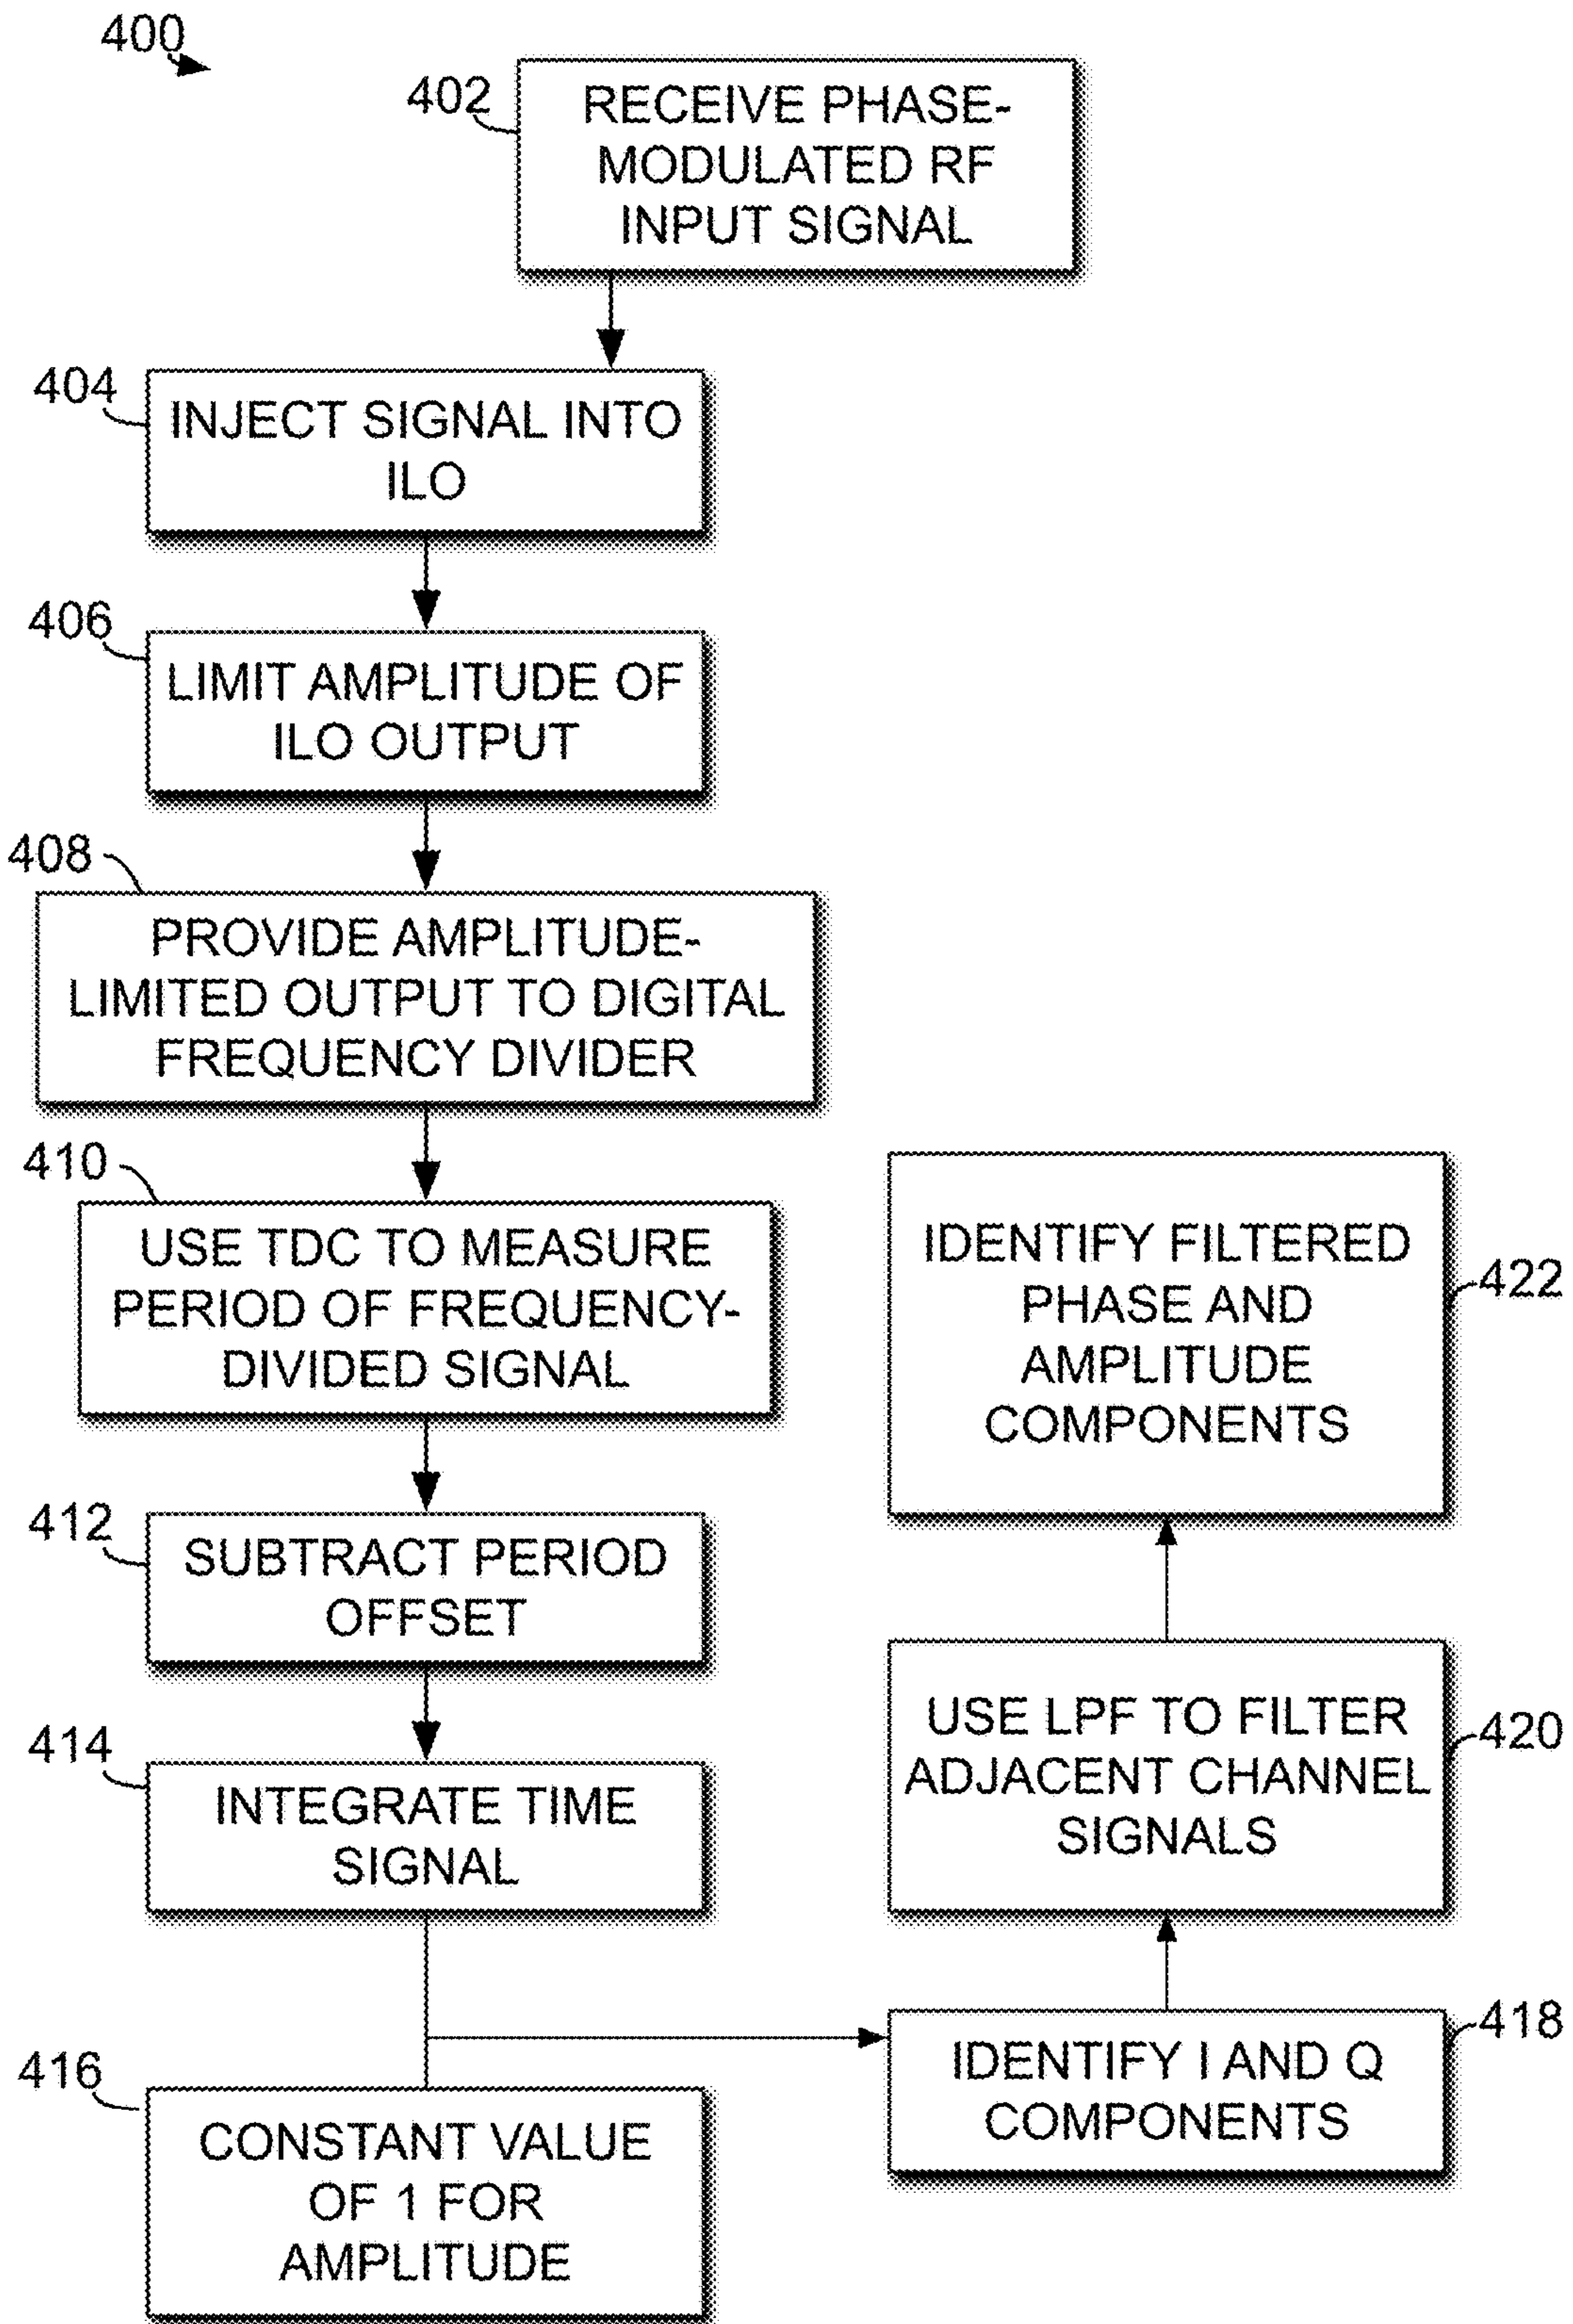 400
402
RECEIVE PHASE-
MODULATED RF
INPUT SIGNAL
404
INJECT SIGNAL INTO
ILO
406
LIMIT AMPLITUDE OF
ILO OUTPUT
408
PROVIDE AMPLITUDE-
LIMITED OUTPUT TO DIGITAL
FREQUENCY DIVIDER
410
USE TDC TO MEASURE
PERIOD OF FREQUENCY-
DIVIDED SIGNAL
412
SUBTRACT PERIOD
OFFSET
414
INTEGRATE TIME
SIGNAL
416
CONSTANT VALUE
OF 1 FOR
AMPLITUDE
418
IDENTIFY I AND Q
COMPONENTS
420
USE LPF TO FILTER
ADJACENT CHANNEL
SIGNALS
422
IDENTIFY FILTERED
PHASE AND
AMPLITUDE
COMPONENTS